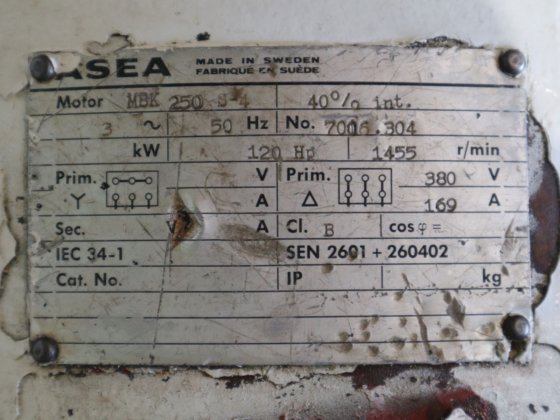 ASEA MADE IN SWEDEN
FABRIQUÉ EN SUÈDE
Motor MBK 250 S-4 40% int.
3 ~ 50 Hz No. 7006.304
kW 120 Hp 1455 r/min
Prim. V Prim. 380 V
Y A Δ 169 A
Sec. V A Cl. B cos φ =
IEC 34-1 SEN 2601 + 260402
Cat. No. IP kg